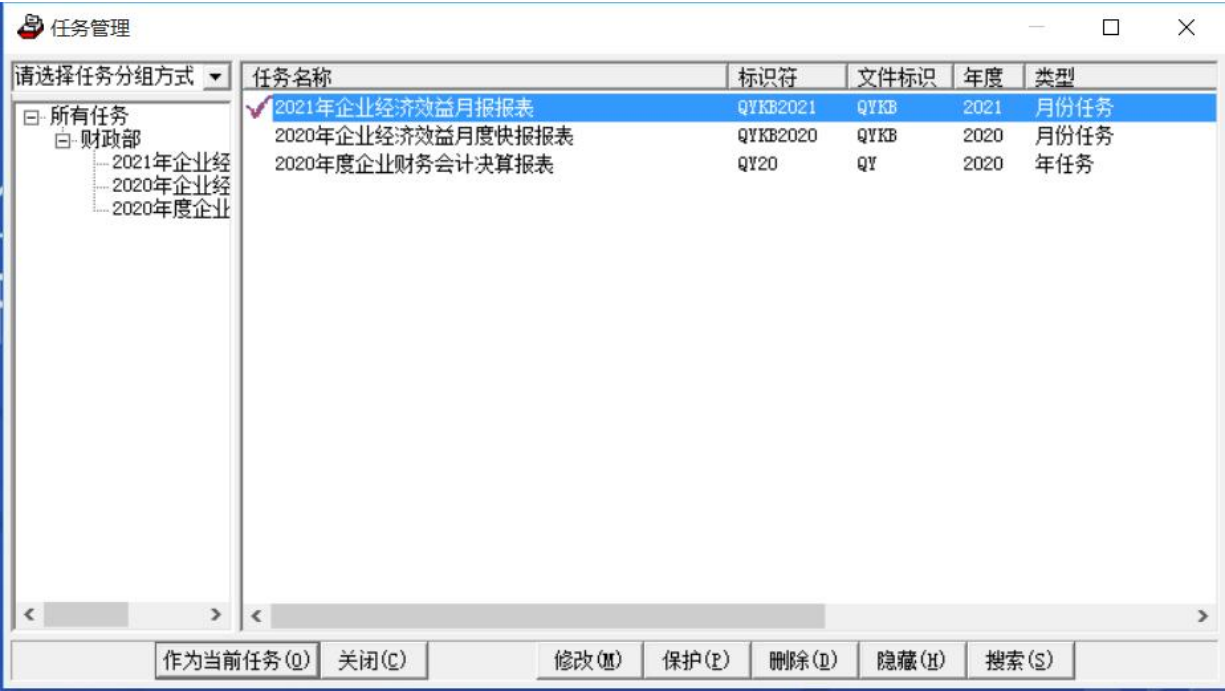 任务管理
请选择任务分组方式
所有任务
财政部
2021年企业经
2020年企业经
2020年度企业
任务名称 标识符 文件标识 年度 类型
2021年企业经济效益月报报表 QYKB2021 QYKB 2021 月份任务
2020年企业经济效益月度快报报表 QYKB2020 QYKB 2020 月份任务
2020年度企业财务会计决算报表 QY20 QY 2020 年任务
作为当前任务(O) 关闭(C) 修改(M) 保护(P) 删除(D) 隐藏(H) 搜索(S)